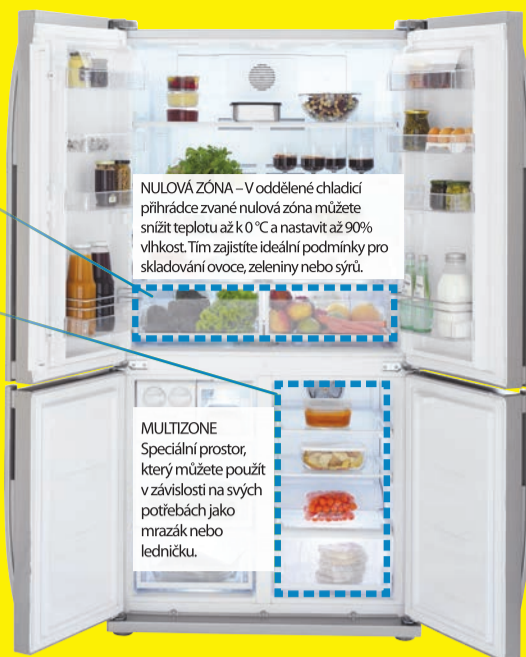 NULOVÁ ZÓNA – V oddělené chladicí
přihrádce zvané nulová zóna můžete
snížit teplotu až k 0 °C a nastavit až 90%
vlhkost. Tím zajistíte ideální podmínky pro
skladování ovoce, zeleniny nebo sýrů.
MULTIZONE
Speciální prostor,
který můžete použít
v závislosti na svých
potřebách jako
mrazák nebo
ledničku.